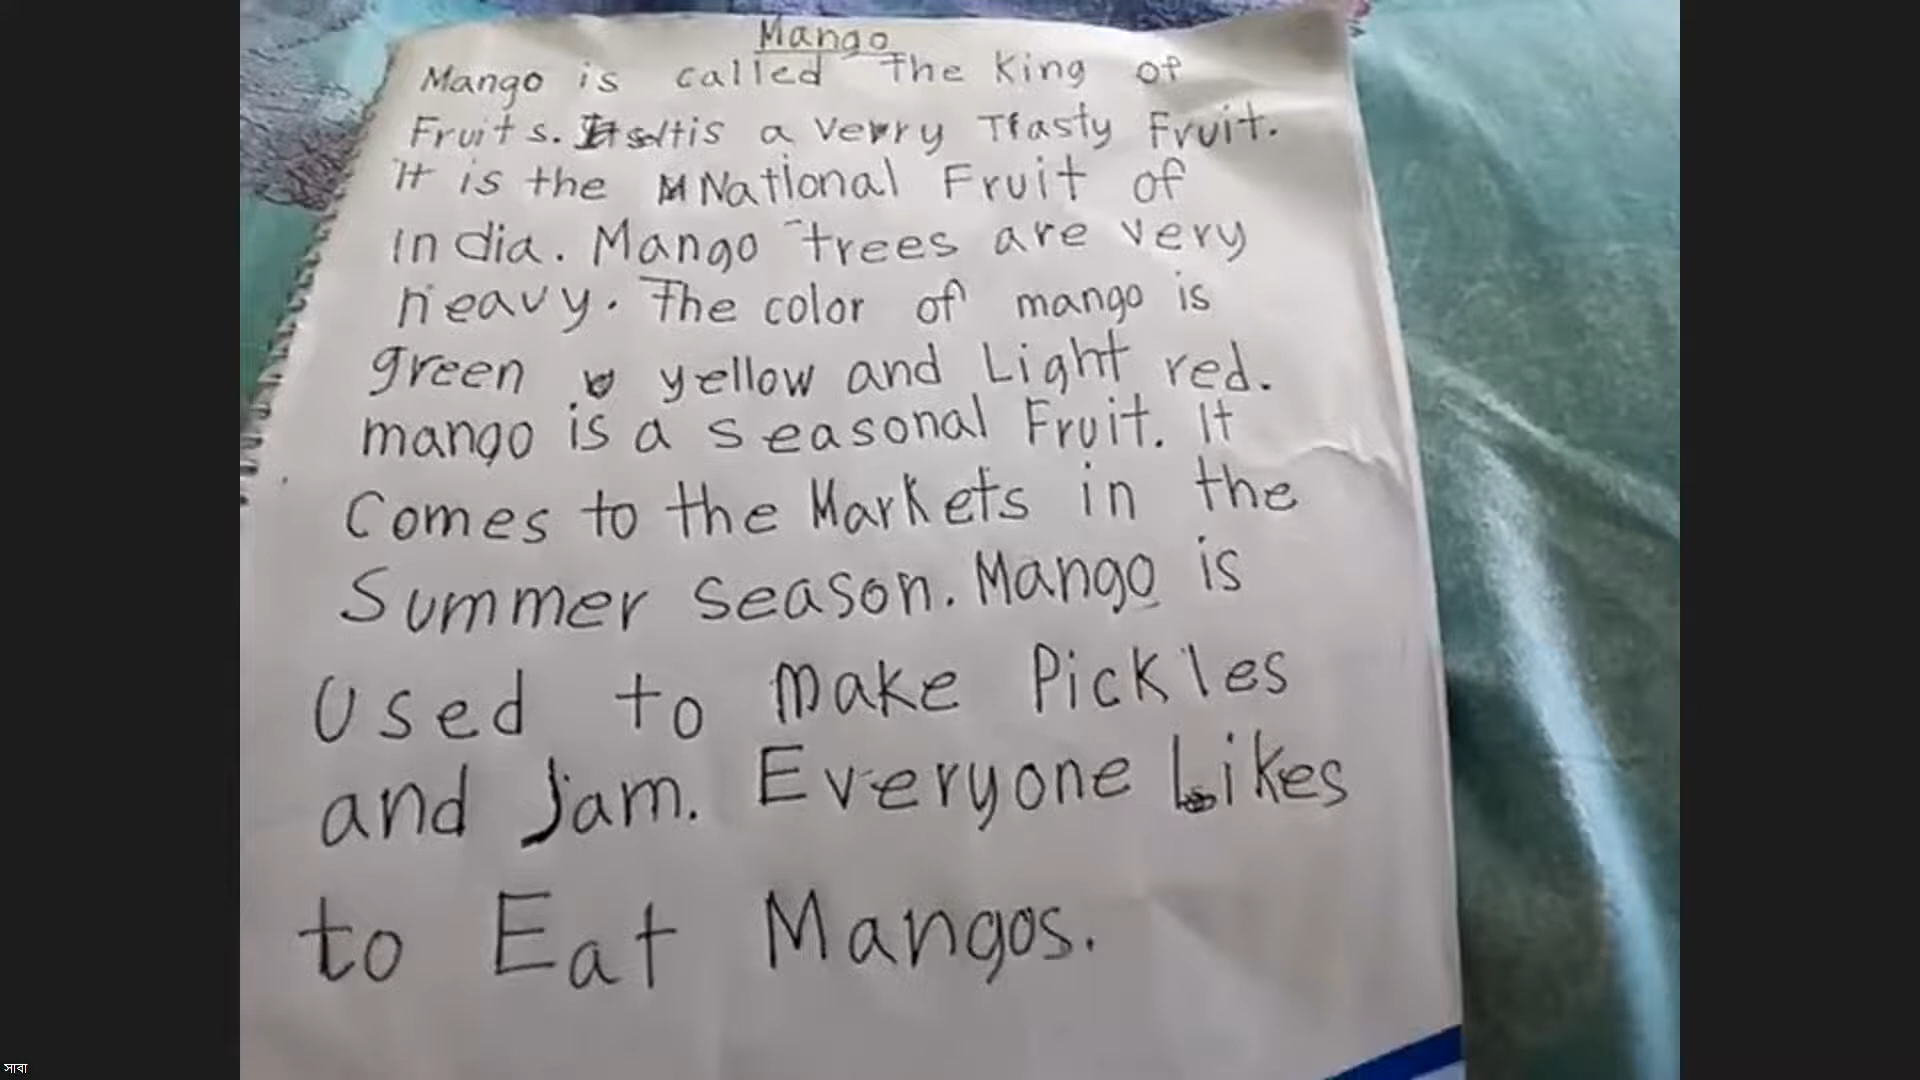 Mango
Mango is called The King of
Fruits. It is a verry Tasty Fruit.
It is the National Fruit of
india. Mango trees are very
heavy. The color of mango is
green yellow and Light red.
mango is a seasonal Fruit. It
Comes to the Markets in the
Summer season. Mango is
Used to make Pickles
and Jam. Everyone Likes
to Eat Mangos.
সাবা